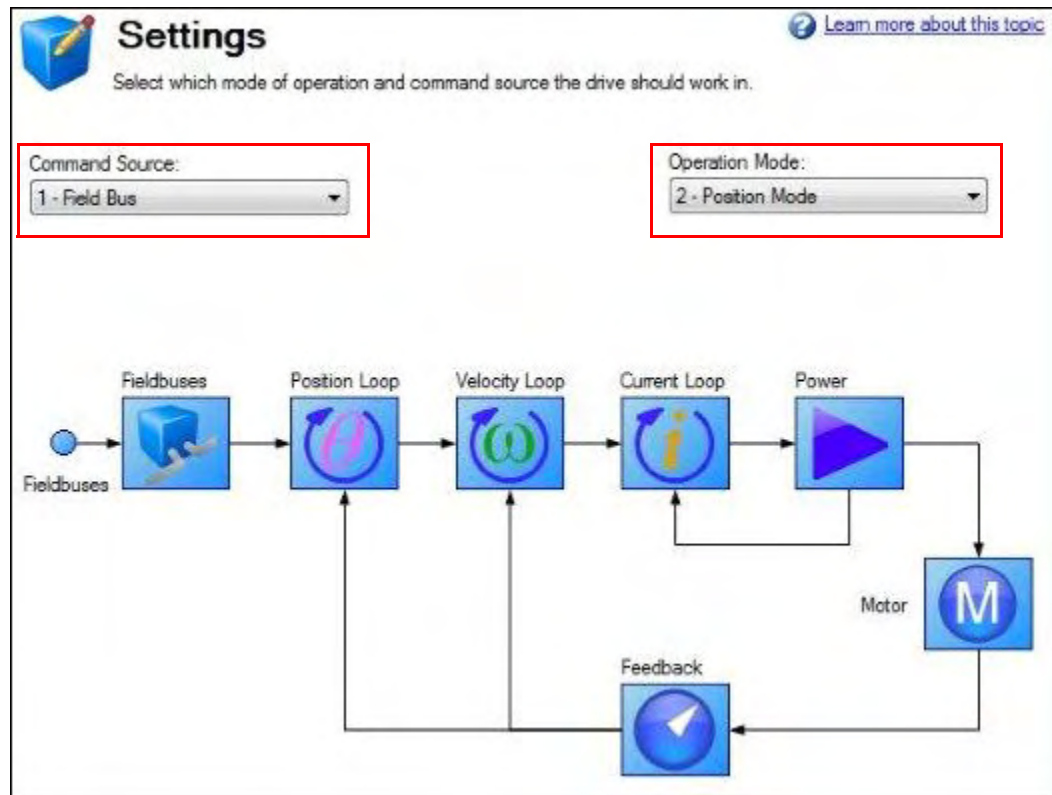 Settings
Learn more about this topic
Select which mode of operation and command source the drive should work in.
Command Source:
1 - Field Bus
Operation Mode:
2 - Position Mode
Fieldbuses
Position Loop
Velocity Loop
Current Loop
Power
θ
ω
i
Fieldbuses
Motor
M
Feedback